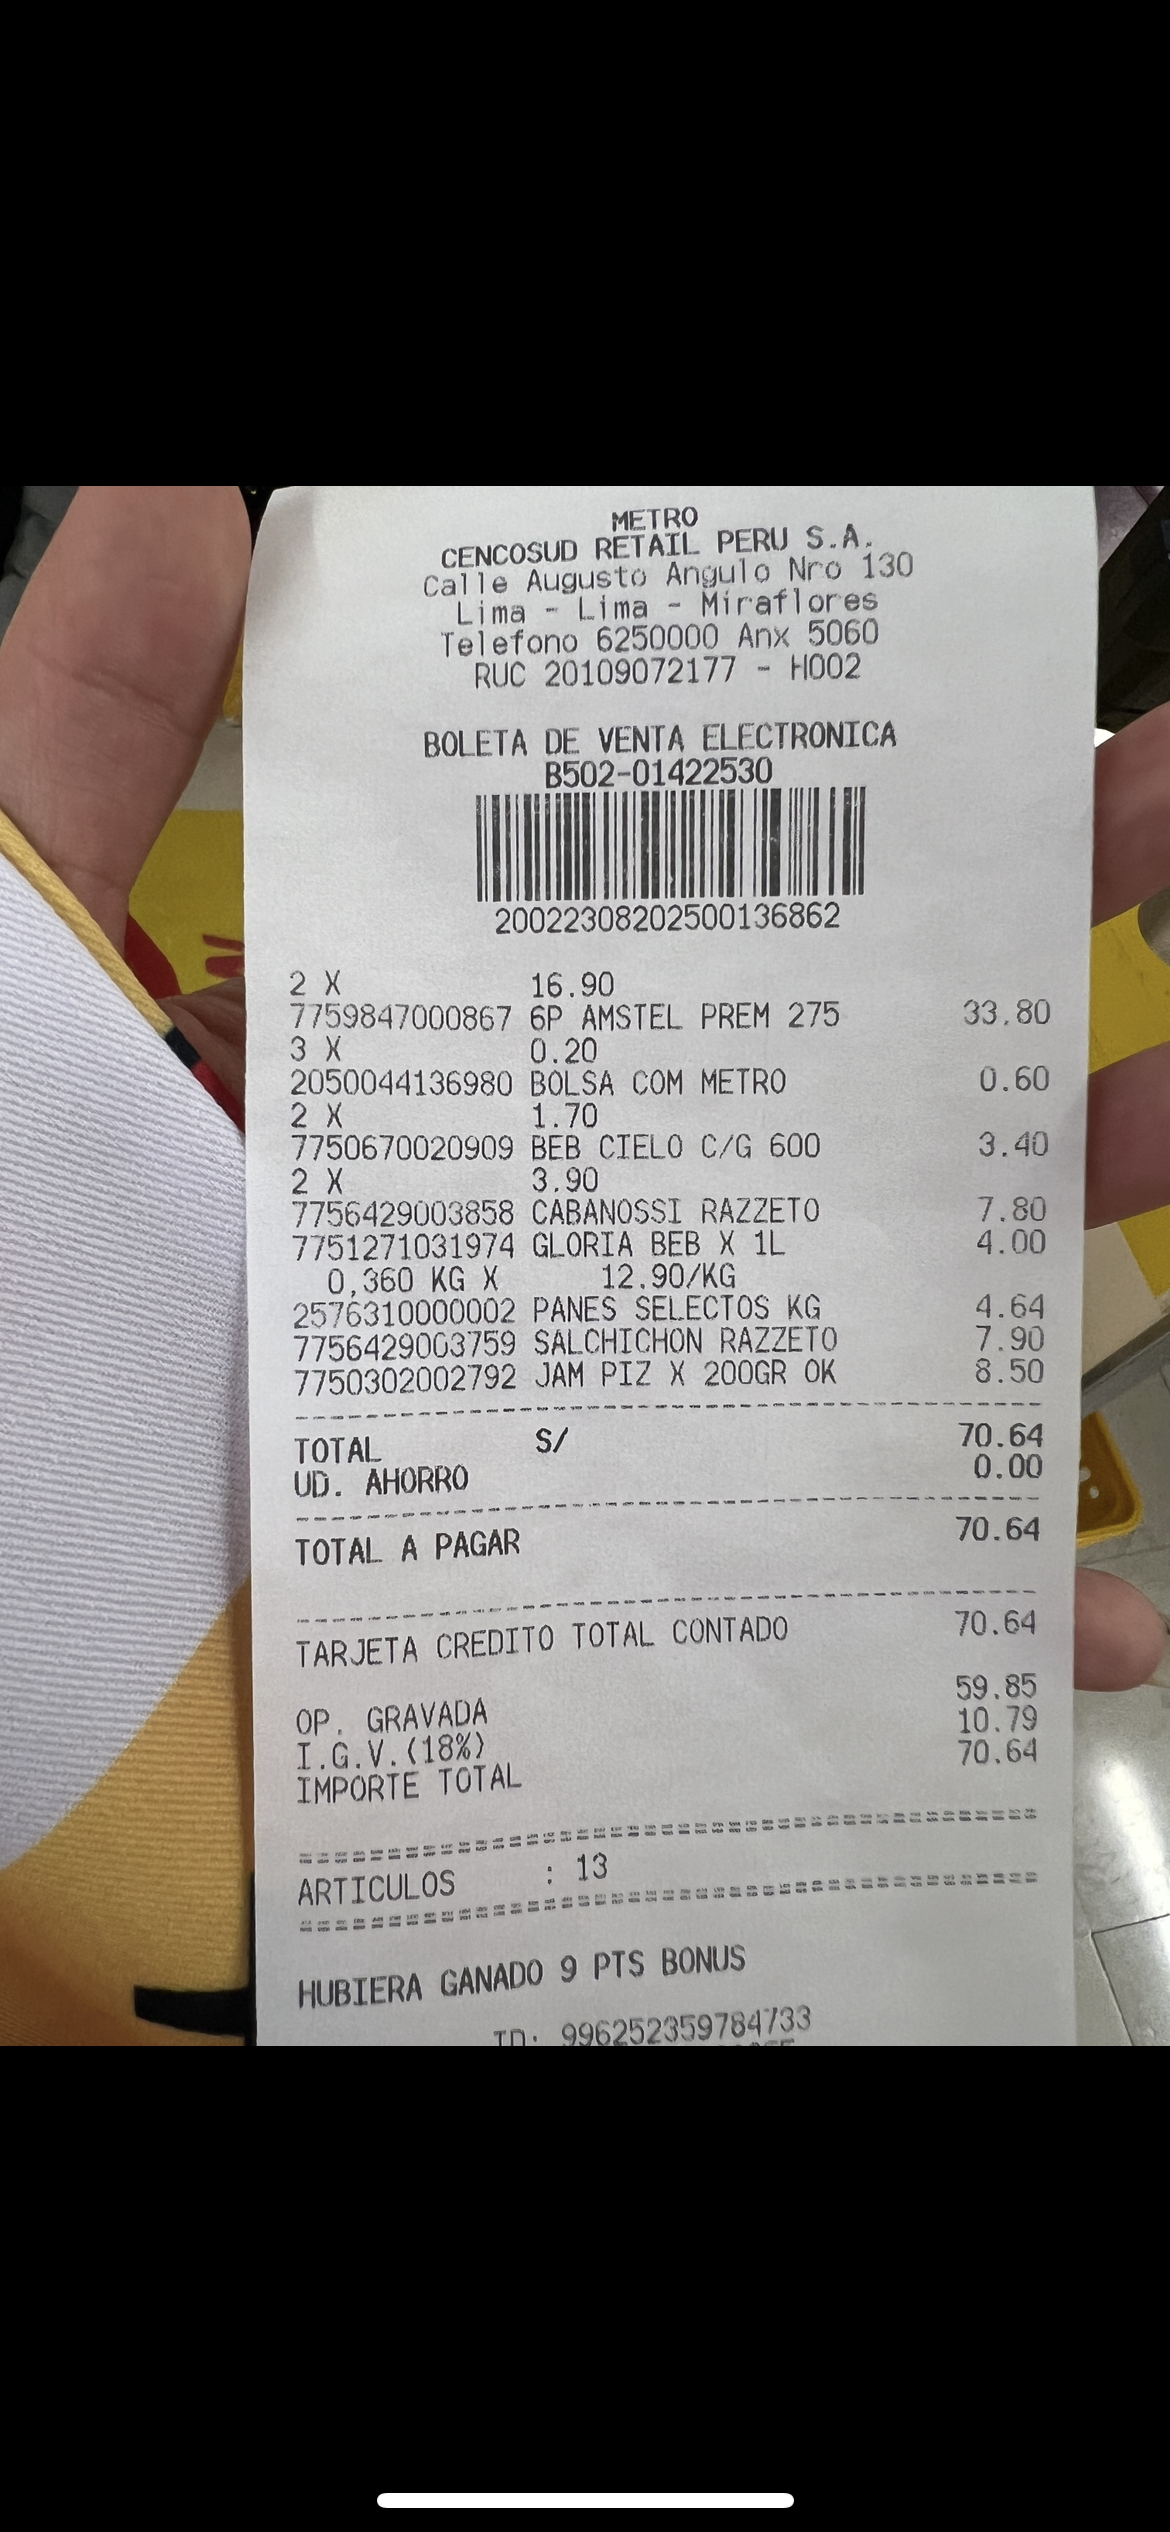 METRO
CENCOSUD RETAIL PERU S.A.
Calle Augusto Angulo Nro 130
Lima - Lima - Miraflores
Telefono 6250000 Anx 5060
RUC 20109072177 - H002
BOLETA DE VENTA ELECTRONICA
B502-01422530
20022308202500136862
2 X 16.90
7759847000867 6P AMSTEL PREM 275 33.80
3 X 0.20
2050044136980 BOLSA COM METRO 0.60
2 X 1.70
7750670020909 BEB CIELO C/G 600 3.40
2 X 3.90
7756429003858 CABANOSSI RAZZETO 7.80
7751271031974 GLORIA BEB X 1L 4.00
0,360 KG X 12.90/KG
2576310000002 PANES SELECTOS KG 4.64
7756429003759 SALCHICHON RAZZETO 7.90
7750302002792 JAM PIZ X 200GR OK 8.50
TOTAL S/ 70.64
UD. AHORRO 0.00
TOTAL A PAGAR 70.64
TARJETA CREDITO TOTAL CONTADO 70.64
OP. GRAVADA 59.85
I.G.V.(18%) 10.79
IMPORTE TOTAL 70.64
ARTICULOS : 13
HUBIERA GANADO 9 PTS BONUS
ID: 996252359784733